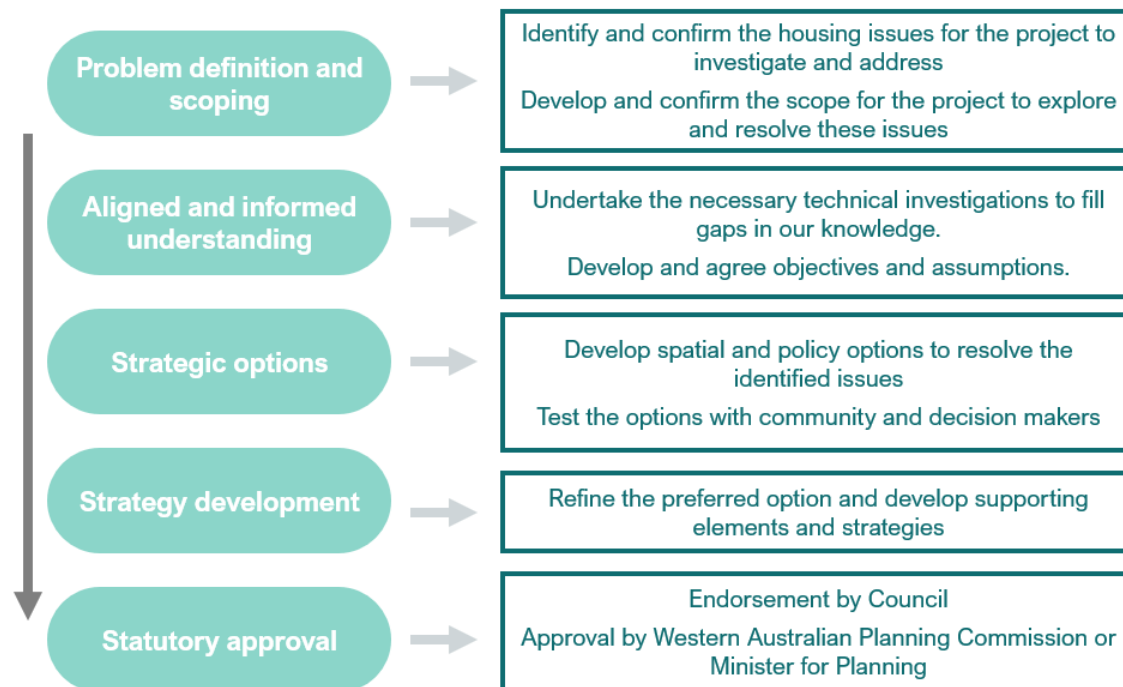 Problem definition and
scoping
Identify and confirm the housing issues for the project to
investigate and address
Develop and confirm the scope for the project to explore
and resolve these issues
Aligned and informed
understanding
Undertake the necessary technical investigations to fill
gaps in our knowledge.
Develop and agree objectives and assumptions.
Strategic options
Develop spatial and policy options to resolve the
identified issues
Test the options with community and decision makers
Strategy development
Refine the preferred option and develop supporting
elements and strategies
Statutory approval
Endorsement by Council
Approval by Western Australian Planning Commission or
Minister for Planning